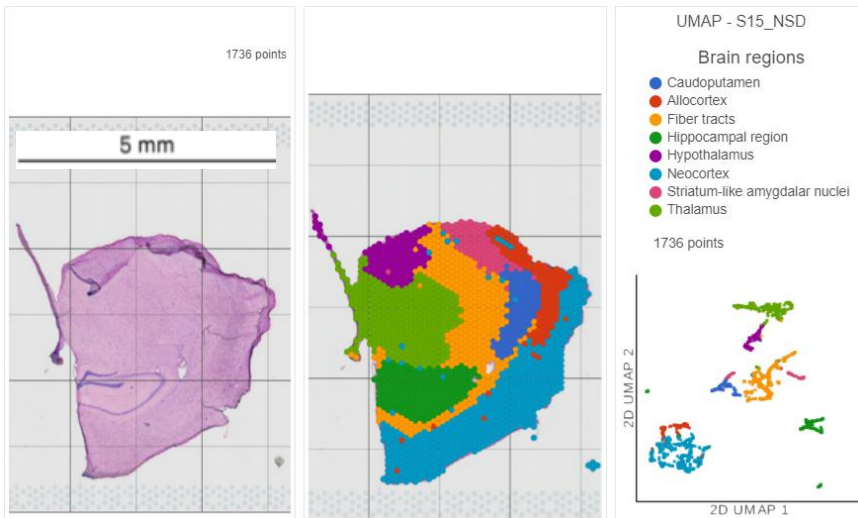 1736 points
5 mm
UMAP - S15_NSD
Brain regions
Caudoputamen
Allocortex
Fiber tracts
Hippocampal region
Hypothalamus
Neocortex
Striatum-like amygdalar nuclei
Thalamus
1736 points
2D UMAP 2
2D UMAP 1